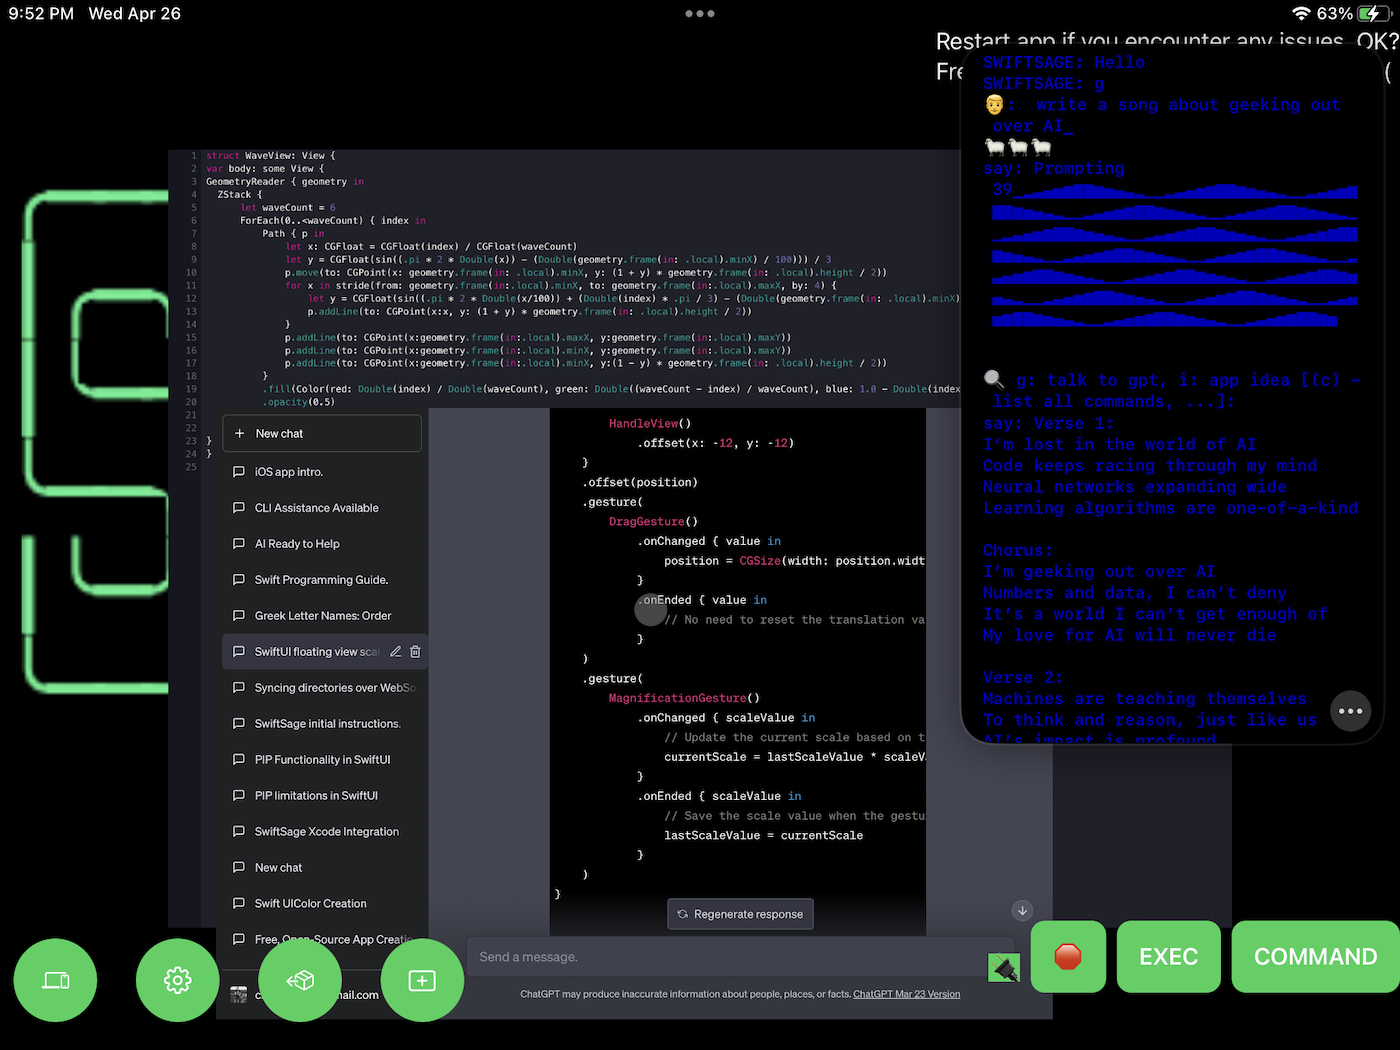 9:52 PM Wed Apr 26
63%
Restart app if you encounter any issues. OK?
Fre
(
SWIFTSAGE: Hello
SWIFTSAGE: g
: write a song about geeking out
over AI_
say: Prompting
39
g: talk to gpt, i: app idea [(c) -
list all commands, ...]:
say: Verse 1:
I'm lost in the world of AI
Code keeps racing through my mind
Neural networks expanding wide
Learning algorithms are one-of-a-kind
Chorus:
I'm geeking out over AI
Numbers and data, I can't deny
It's a world I can't get enough of
My love for AI will never die
Verse 2:
Machines are teaching themselves
To think and reason, just like us
AI's impact is profound
1 struct WaveView: View {
2 var body: some View {
3 GeometryReader { geometry in
4 ZStack {
5 let waveCount = 6
6 ForEach(0..<waveCount) { index in
7 Path { p in
8 let x: CGFloat = CGFloat(index) / CGFloat(waveCount)
9 let y = CGFloat(sin((.pi * 2 * Double(x)) - (Double(geometry.frame(in: .local).minX) / 100))) / 3
10 p.move(to: CGPoint(x: geometry.frame(in: .local).minX, y: (1 + y) * geometry.frame(in: .local).height / 2))
11 for x in stride(from: geometry.frame(in: .local).minX, to: geometry.frame(in: .local).maxX, by: 4) {
12 let y = CGFloat(sin((.pi * 2 * Double(x/100)) + (Double(index) * .pi / 3) - (Double(geometry.frame(in: .local).minX)
13 p.addLine(to: CGPoint(x:x, y: (1 + y) * geometry.frame(in: .local).height / 2))
14 }
15 p.addLine(to: CGPoint(x:geometry.frame(in:.local).maxX, y:geometry.frame(in:.local).maxY))
16 p.addLine(to: CGPoint(x:geometry.frame(in:.local).minX, y:geometry.frame(in:.local).maxY))
17 p.addLine(to: CGPoint(x:geometry.frame(in:.local).minX, y:(1 - y) * geometry.frame(in:.local).height / 2))
18 }
19 .fill(Color(red: Double(index) / Double(waveCount), green: Double((waveCount - index) / waveCount), blue: 1.0 - Double(index
20 .opacity(0.5)
21
22
23 }
24 }
25
New chat
iOS app intro.
CLI Assistance Available
AI Ready to Help
Swift Programming Guide.
Greek Letter Names: Order
SwiftUI floating view sca
Syncing directories over WebSo
SwiftSage initial instructions.
PIP Functionality in SwiftUI
PIP limitations in SwiftUI
SwiftSage Xcode Integration
New chat
Swift UIColor Creation
Free, Open-Source App Creatio
c
mail.com
HandleView()
.offset(x: -12, y: -12)
}
.offset(position)
.gesture(
DragGesture()
.onChanged { value in
position = CGSize(width: position.widt
}
.onEnded { value in
// No need to reset the translation va
}
)
.gesture(
MagnificationGesture()
.onChanged { scaleValue in
// Update the current scale based on t
currentScale = lastScaleValue * scaleV
}
.onEnded { scaleValue in
// Save the scale value when the gestu
lastScaleValue = currentScale
}
)
}
Regenerate response
Send a message.
ChatGPT may produce inaccurate information about people, places, or facts. ChatGPT Mar 23 Version
EXEC
COMMAND